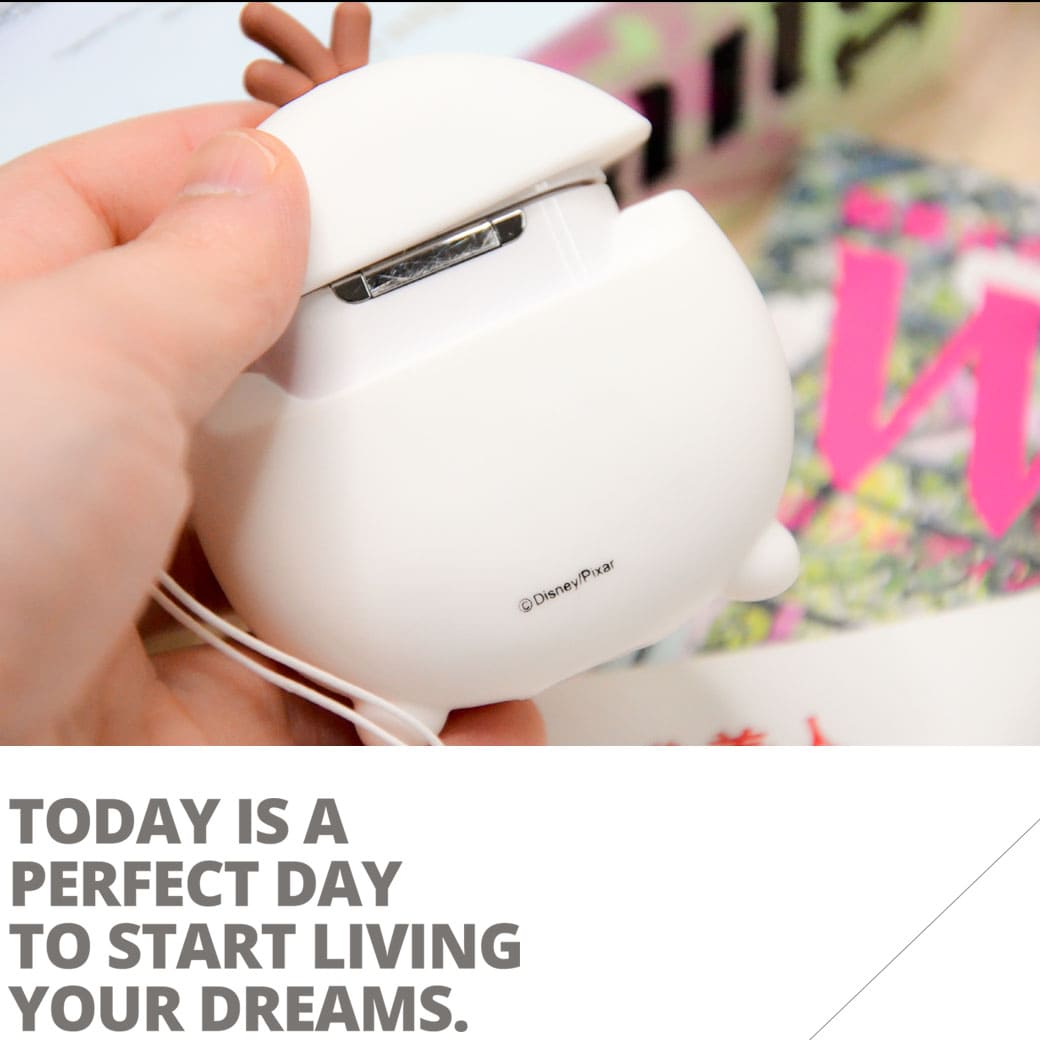 ©Disney/Pixar
TODAY IS A
PERFECT DAY
TO START LIVING
YOUR DREAMS.